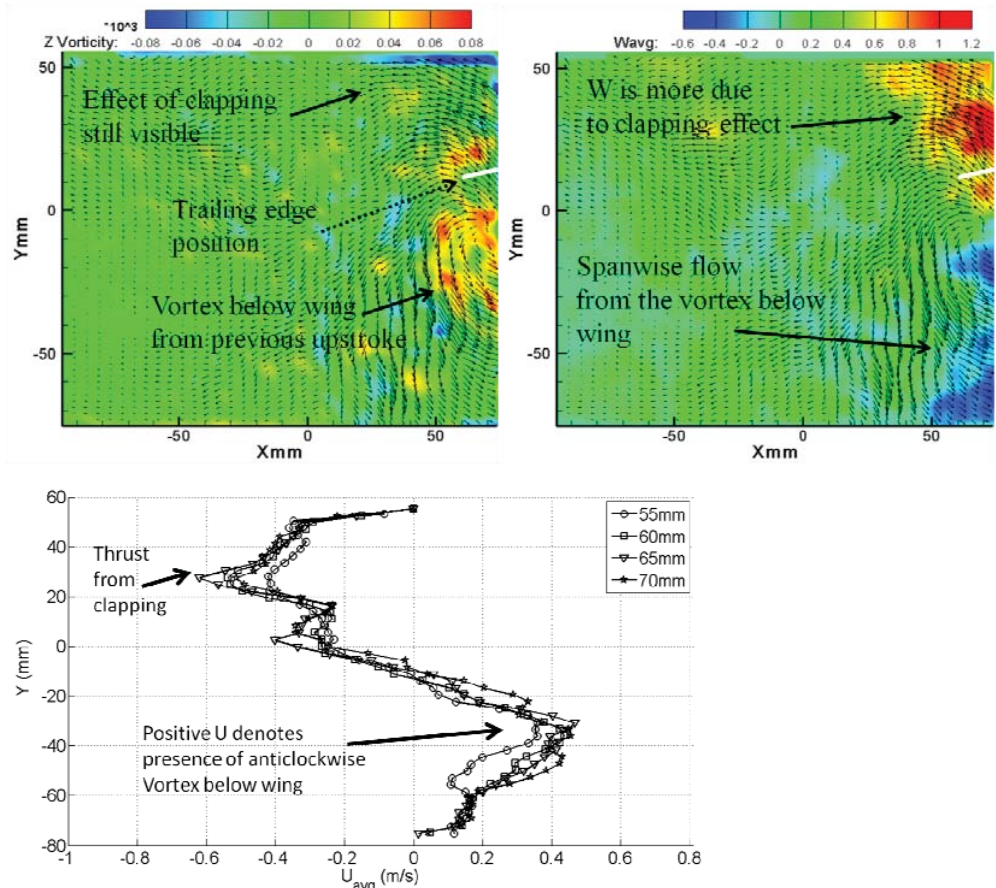 *10^3
Z Vorticity: -0.08 -0.06 -0.04 -0.02 0 0.02 0.04 0.06 0.08
50
0
-50
Ymm
-50 0 50
Xmm
Effect of clapping
still visible
Trailing edge
position
Vortex below wing
from previous upstroke
Wavg: -0.6 -0.4 -0.2 0 0.2 0.4 0.6 0.8 1 1.2
50
0
-50
Ymm
-50 0 50
Xmm
W is more due
to clapping effect
Spanwise flow
from the vortex below
wing
60
40
20
0
-20
-40
-60
-80
Y (mm)
-1 -0.8 -0.6 -0.4 -0.2 0 0.2 0.4 0.6 0.8
Uavg (m/s)
Thrust
from
clapping
Positive U denotes
presence of anticlockwise
Vortex below wing
55mm
60mm
65mm
70mm